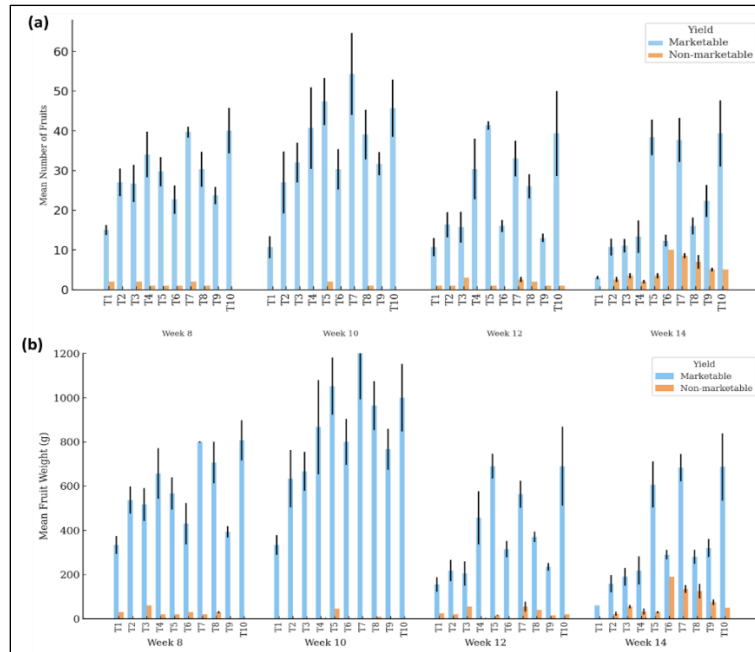 (a)
Yield
Marketable
Non-marketable
Mean Number of Fruits
60
50
40
30
20
10
0
T1 T2 T3 T4 T5 T6 T7 T8 T9 T10 T1 T2 T3 T4 T5 T6 T7 T8 T9 T10 T1 T2 T3 T4 T5 T6 T7 T8 T9 T10 T1 T2 T3 T4 T5 T6 T7 T8 T9 T10
Week 8 Week 10 Week 12 Week 14
(b)
Yield
Marketable
Non-marketable
Mean Fruit Weight (g)
1200
1000
800
600
400
200
0
T1 T2 T3 T4 T5 T6 T7 T8 T9 T10 T1 T2 T3 T4 T5 T6 T7 T8 T9 T10 T1 T2 T3 T4 T5 T6 T7 T8 T9 T10 T1 T2 T3 T4 T5 T6 T7 T8 T9 T10
Week 8 Week 10 Week 12 Week 14